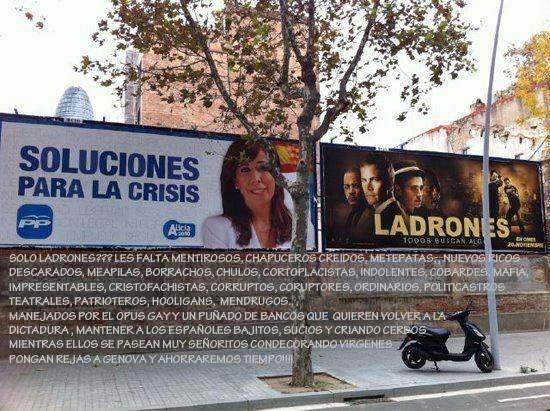 SOLUCIONES
PARA LA CRISIS
PP
Alicia
2010
LADRONES
TODOS BUSCAN ALGO
EN CINES
SOLO LADRONES??? LES FALTA MENTIROSOS, CHAPUCEROS CREIDOS, METEPATAS, , NUEVOS RICOS
DESCARADOS, MEAPILAS, BORRACHOS, CHULOS, CORTOPLACISTAS, INDOLENTES, COBARDES. MAFIA,
IMPRESENTABLES, CRISTOFACHISTAS, CORRUPTOS, CORUPTORES, ORDINARIOS, POLITICASTROS
TEATRALES, PATRIOTEROS, HOOLIGANS, MENDRUGOS..
MANEJADOS POR EL OPUS GAY Y UN PUÑADO DE BANCOS QUE QUIEREN VOLVER A LA
DICTADURA , MANTENER A LOS ESPAÑOLES BAJITOS, SUCIOS Y CRIANDO CERDOS
MIENTRAS ELLOS SE PASEAN MUY SEÑORITOS CONDECORANDO VIRGENES
PONGAN REJAS A GENOVA Y AHORRAREMOS TIEMPO!!!!